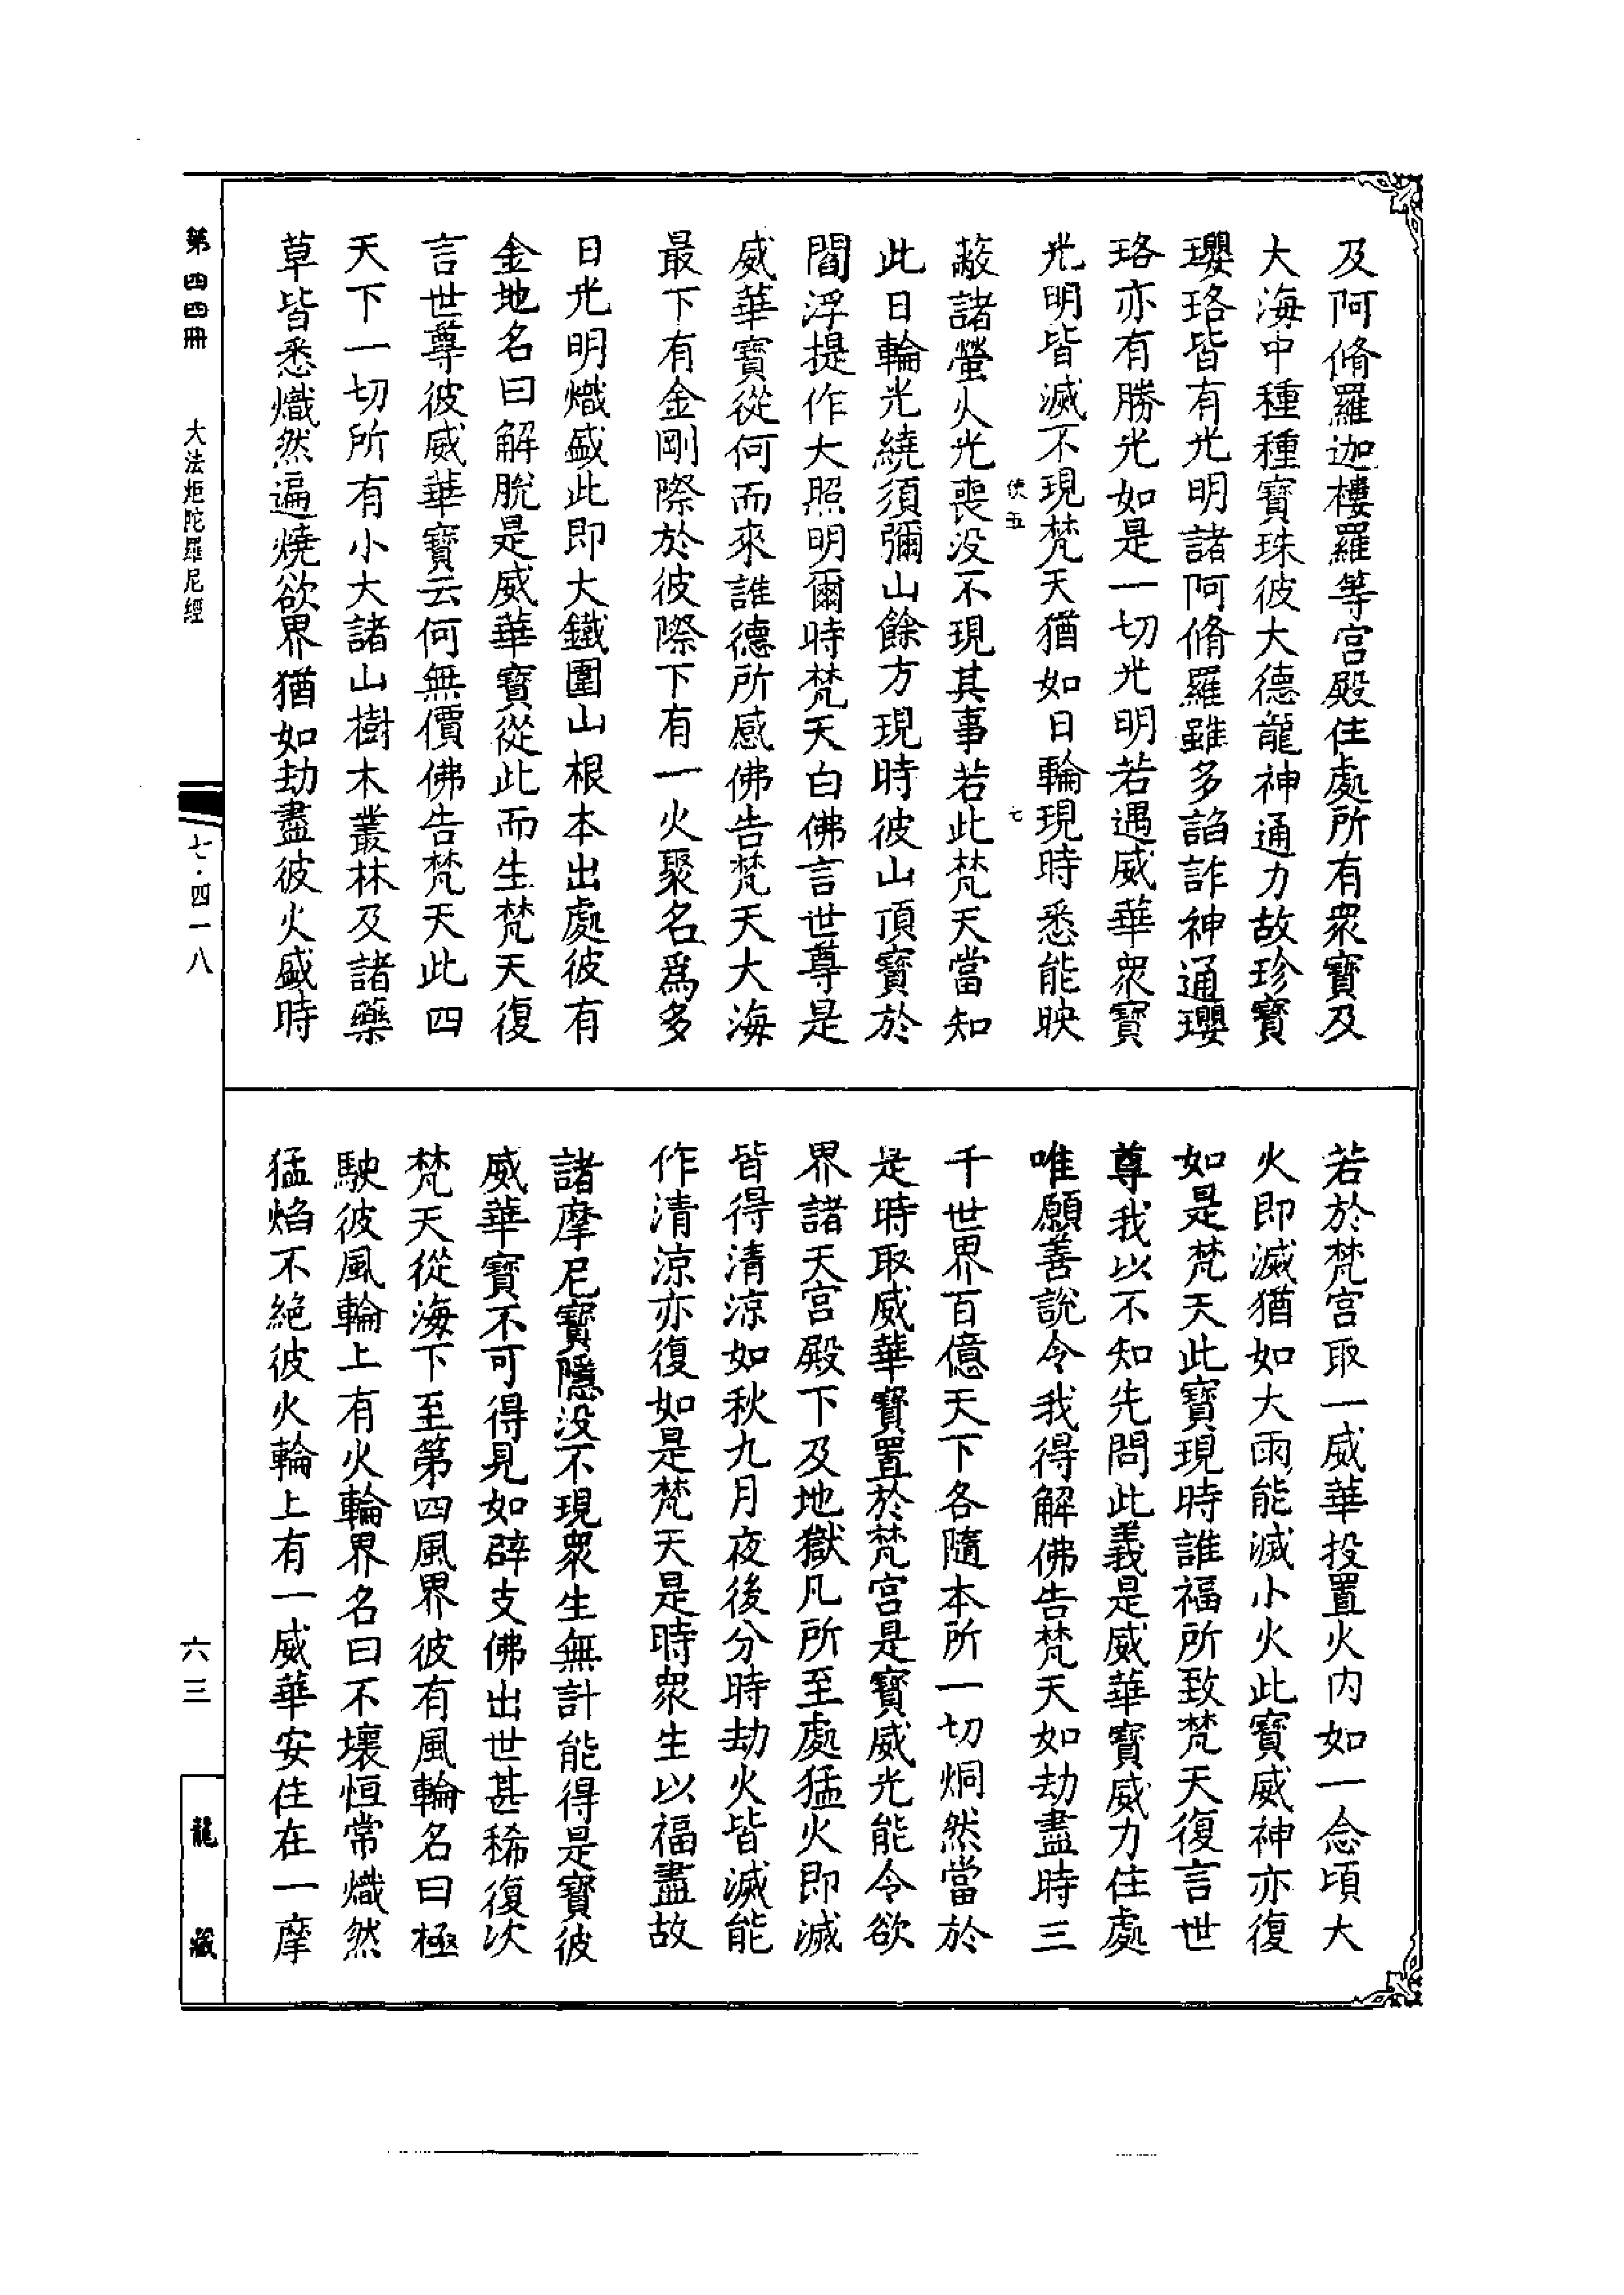 及阿脩羅迦樓羅等宮殿住處所有眾寶及
大海中種種寶珠彼大德龍神通力故珍寶
瓔珞皆有光明諸阿脩羅雖多諂詐神通瓔
珞亦有勝光如是一切光明若遇威華眾寶
光明皆滅不現梵天猶如日輪現時悉能映
五 七
蔽諸螢火光喪没不現其事若此梵天當知
此日輪光繞須彌山餘方現時彼山頂寶於
閻浮提作大照明爾時梵天白佛言世尊是
威華寶從何而來誰德所感佛告梵天大海
最下有金剛際於彼際下有一火聚名爲多
日光明熾盛此即大鐵圍山根本出處彼有
金地名曰解脫是威華寶從此而生梵天復
言世尊彼威華寶云何無價佛告梵天此四
天下一切所有小大諸山樹木叢林及諸藥
草皆悉熾然遍燒欲界猶如劫盡彼火盛時
若於梵宮取一威華投置火内如一念頃大
火即滅猶如大雨能滅小火此寶威神亦復
如是梵天此寶現時誰福所致梵天復言世
尊我以不知先問此義是威華寶威力住處
唯願善說令我得解佛告梵天如劫盡時三
千世界百億天下各隨本所一切烔然當於
是時取威華寶置於梵宮是寶威光能令欲
界諸天宮殿下及地獄凡所至處猛火即滅
皆得清涼如秋九月夜後分時劫火皆滅能
作清涼亦復如是梵天是時眾生以福盡故
諸摩尼寶隱没不現眾生無計能得是寶彼
威華寶不可得見如辟支佛出世甚稀復次
梵天從海下至第四風界彼有風輪名曰極
駛彼風輪上有火輪界名曰不壞恒常熾然
猛焰不絕彼火輪上有一威華安住在一摩
第四四冊 大法炬陀羅尼經 七·四一八 六三 龍藏